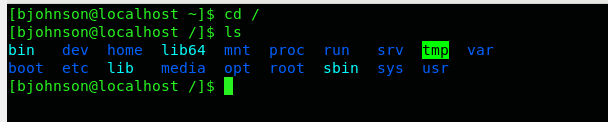 [bjohnson@localhost ~]$ cd /
[bjohnson@localhost /]$ ls
bin   dev  home  lib64  mnt  proc  run   srv  tmp  var
boot  etc  lib   media  opt  root  sbin  sys  usr
[bjohnson@localhost /]$